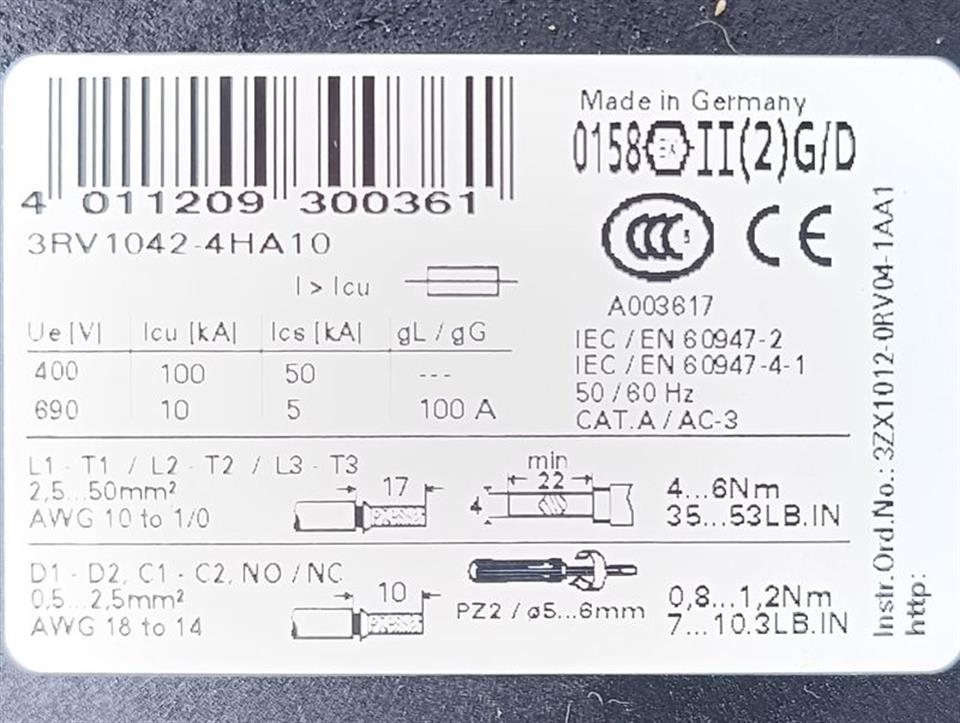 4 011209 300361
3RV1042-4HA10
I > Icu
Ue [V] Icu [kA] Ics [kA] gL / gG
400 100 50 ---
690 10 5 100 A
Made in Germany
0158 Ex II(2)G/D
CCC S
CE
A003617
IEC / EN 60947-2
IEC / EN 60947-4-1
50 / 60 Hz
CAT.A / AC-3
L1 - T1 / L2 - T2 / L3 - T3
2,5...50mm²
AWG 10 to 1/0
17
min
22
4
4...6Nm
35...53LB.IN
D1 - D2, C1 - C2, NO / NC
0,5...2,5mm²
AWG 18 to 14
10
PZ2 / ø5...6mm
0,8...1,2Nm
7...10.3LB.IN
Instr.Ord.No.: 3ZX1012-0RV04-1AA1
http: